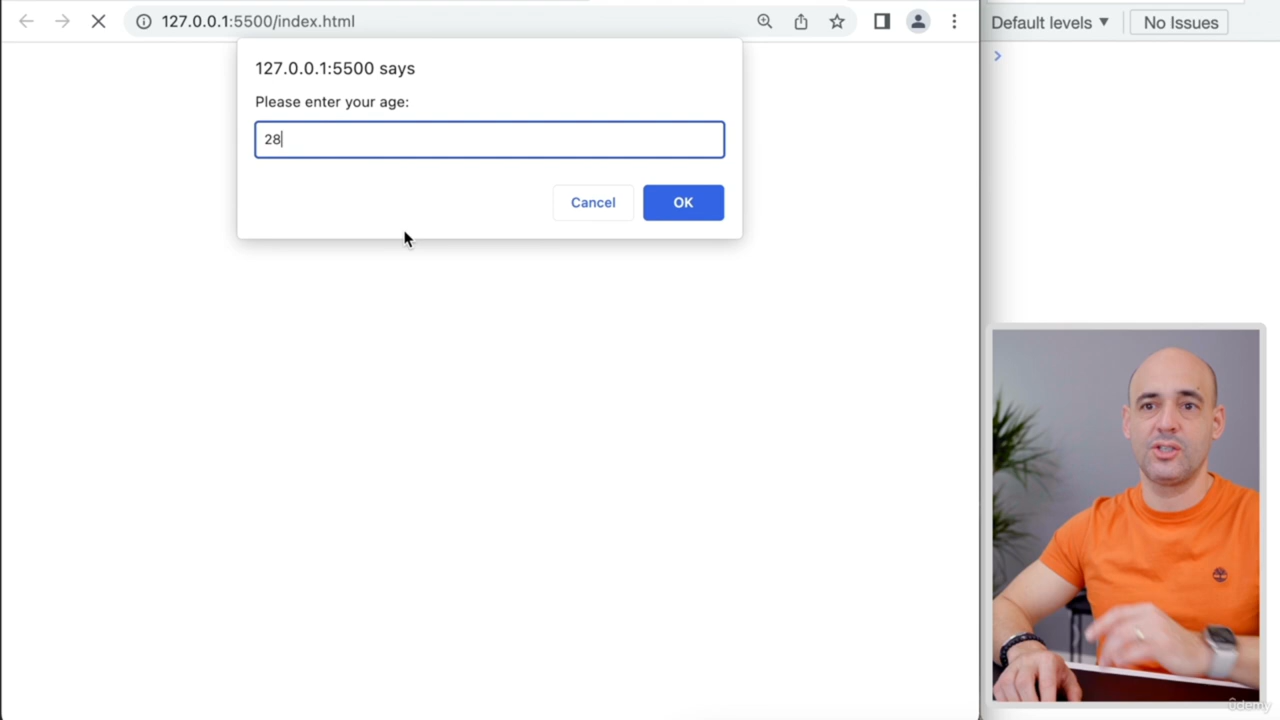 127.0.0.1:5500/index.html
Default levels ▼
No Issues
127.0.0.1:5500 says
Please enter your age:
28
Cancel
OK
ûdemy